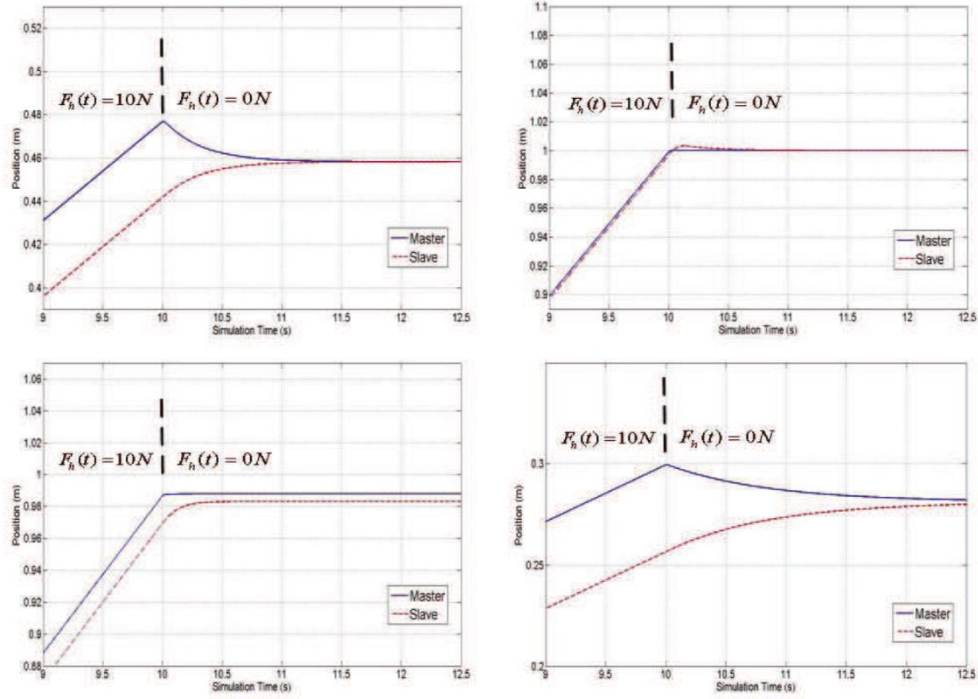 0.52
0.5
0.48
0.46
0.44
0.42
0.4
Position (m)
F_h(t)=10N F_h(t)=0N
Master
Slave
9 9.5 10 10.5 11 11.5 12 12.5
Simulation Time (s)
1.1
1.08
1.06
1.04
1.02
1
0.98
0.96
0.94
0.92
0.9
Position (m)
F_h(t)=10N F_h(t)=0N
Master
Slave
9 9.5 10 10.5 11 11.5 12 12.5
Simulation Time (s)
1.06
1.04
1.02
1
0.98
0.96
0.94
0.92
0.9
0.88
Position (m)
F_h(t)=10N F_h(t)=0N
Master
Slave
9 9.5 10 10.5 11 11.5 12 12.5
Simulation Time (s)
0.3
0.25
0.2
Position (m)
F_h(t)=10N F_h(t)=0N
Master
Slave
9 9.5 10 10.5 11 11.5 12 12.5
Simulation Time (s)